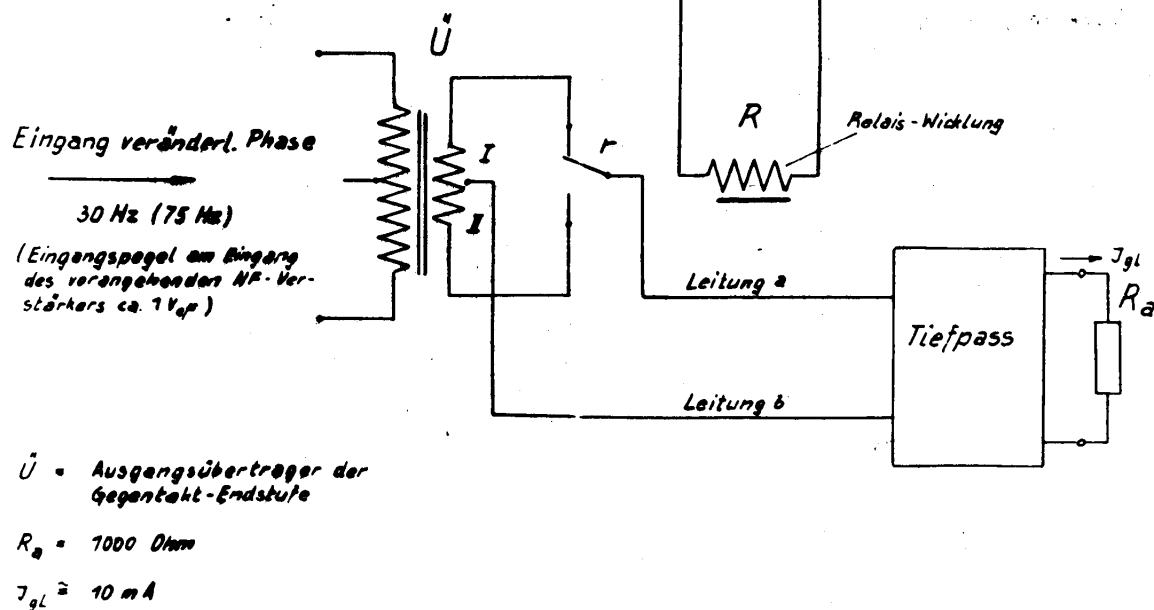 Ü
R
Relais-Wicklung
Eingang veränderl. Phase
I
r
30 Hz (75 Hz)
II
(Eingangspegel am Eingang
des vorangehenden NF-Ver-
stärkers ca. 1 Veff)
Leitung a
Jgl
Ra
Tiefpass
Leitung b
Ü = Ausgangsübertrager der
Gegentakt-Endstufe
Ra = 1000 Ohm
JgL ≅ 10 mA